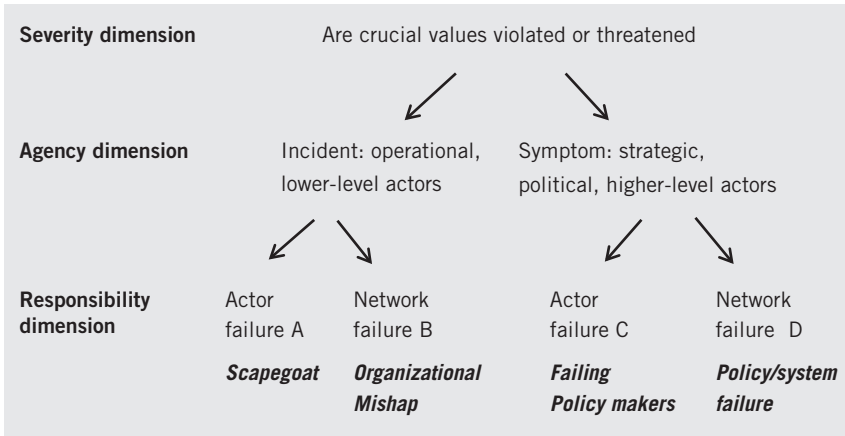 Severity dimension
Are crucial values violated or threatened
Agency dimension
Incident: operational,
lower-level actors
Symptom: strategic,
political, higher-level actors
Responsibility
dimension
Actor
failure A
Scapegoat
Network
failure B
Organizational
Mishap
Actor
failure C
Failing
Policy makers
Network
failure D
Policy/system
failure